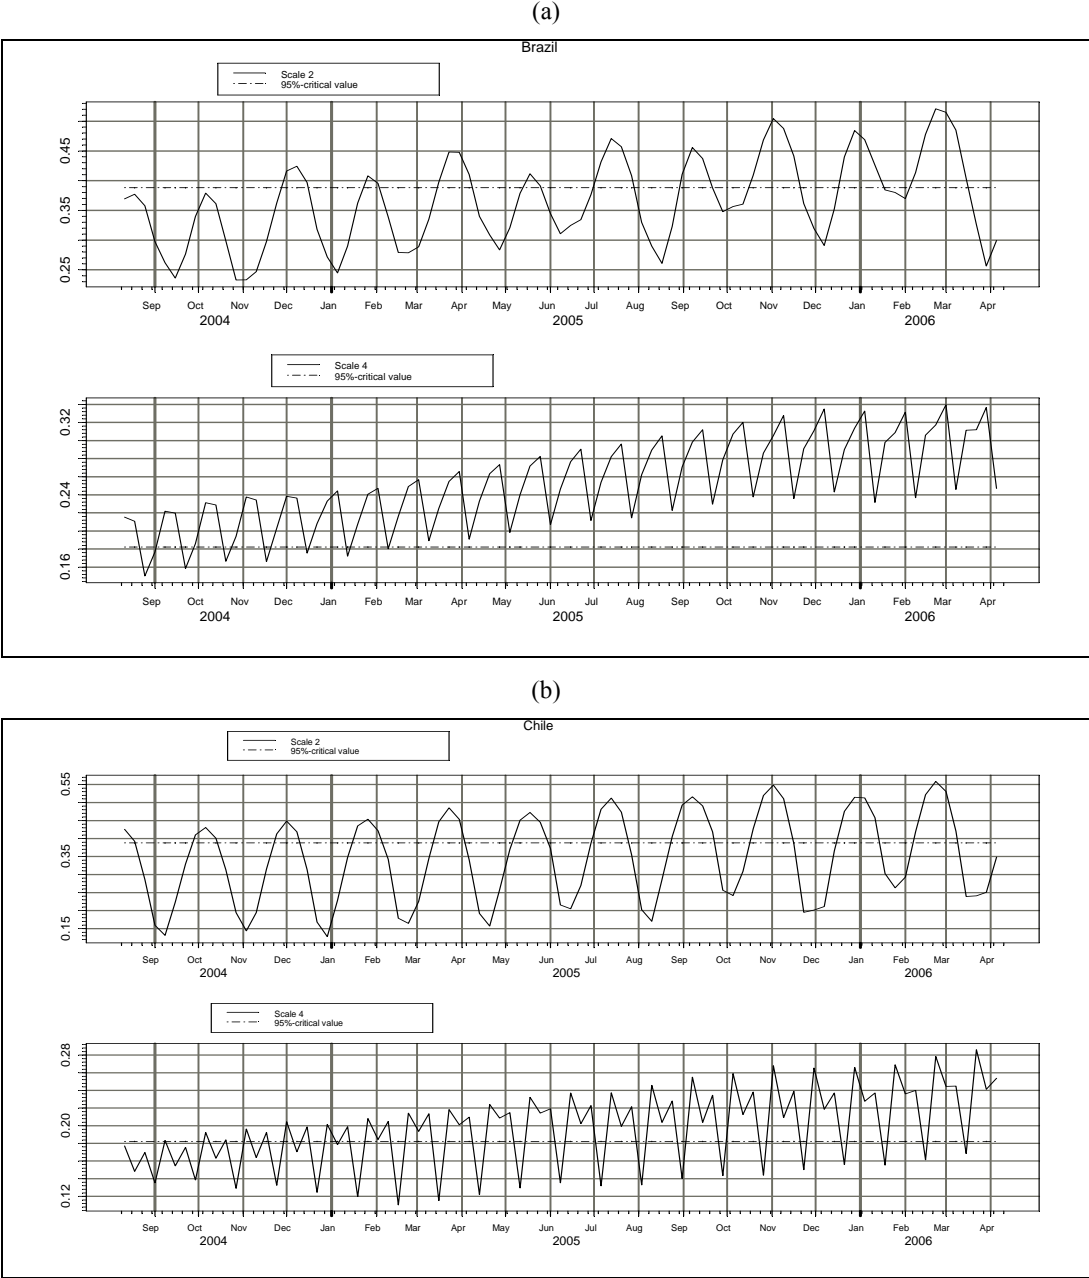 (a)
Brazil
Scale 2
95%-critical value
0.45
0.35
0.25
Sep Oct Nov Dec Jan Feb Mar Apr May Jun Jul Aug Sep Oct Nov Dec Jan Feb Mar Apr
2004 2005 2006
Scale 4
95%-critical value
0.32
0.24
0.16
Sep Oct Nov Dec Jan Feb Mar Apr May Jun Jul Aug Sep Oct Nov Dec Jan Feb Mar Apr
2004 2005 2006
(b)
Chile
Scale 2
95%-critical value
0.55
0.35
0.15
Sep Oct Nov Dec Jan Feb Mar Apr May Jun Jul Aug Sep Oct Nov Dec Jan Feb Mar Apr
2004 2005 2006
Scale 4
95%-critical value
0.28
0.20
0.12
Sep Oct Nov Dec Jan Feb Mar Apr May Jun Jul Aug Sep Oct Nov Dec Jan Feb Mar Apr
2004 2005 2006